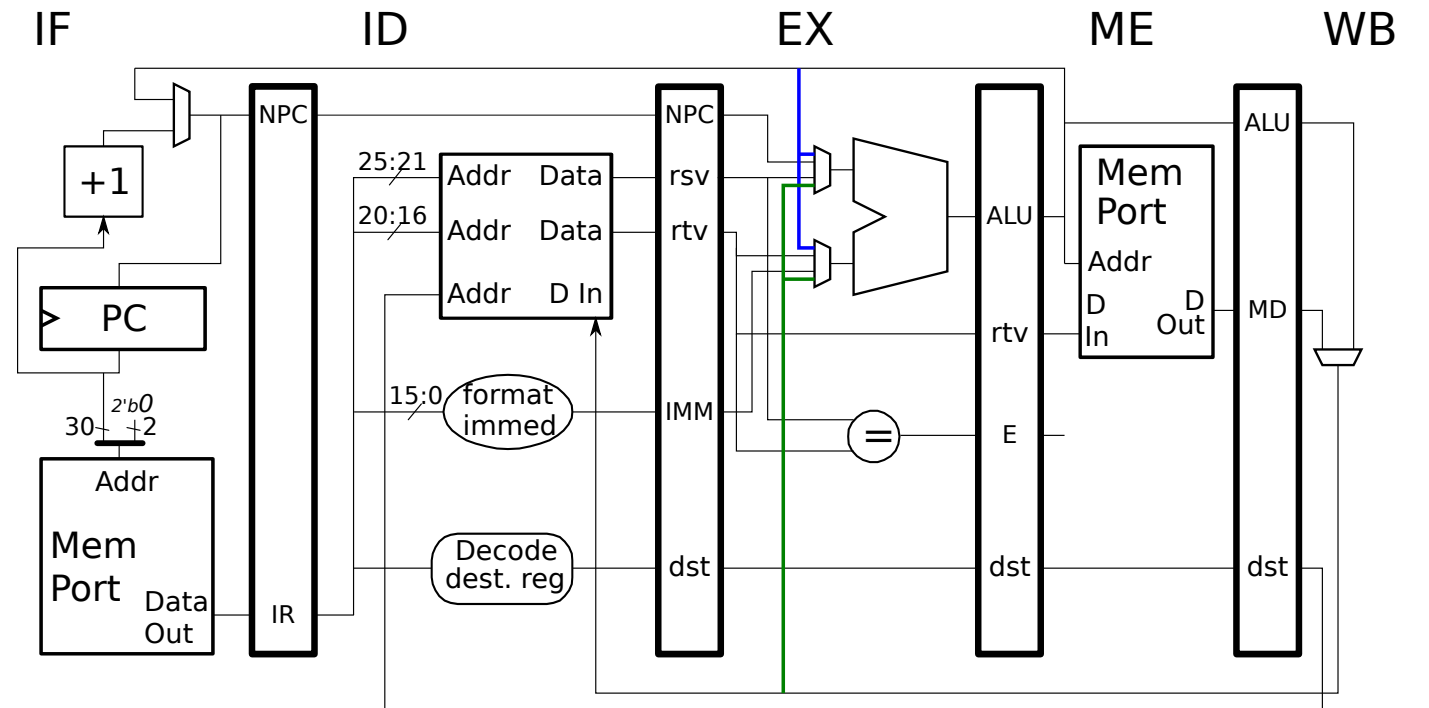 IF
ID
EX
ME
WB
+1
PC
30
2'b0
2
Addr
Mem
Port
Data
Out
NPC
IR
25:21
20:16
Addr
Data
Addr
Data
Addr
D In
15:0
format
immed
Decode
dest. reg
NPC
rsv
rtv
IMM
dst
=
ALU
rtv
E
dst
Mem
Port
Addr
D
In
D
Out
ALU
MD
dst